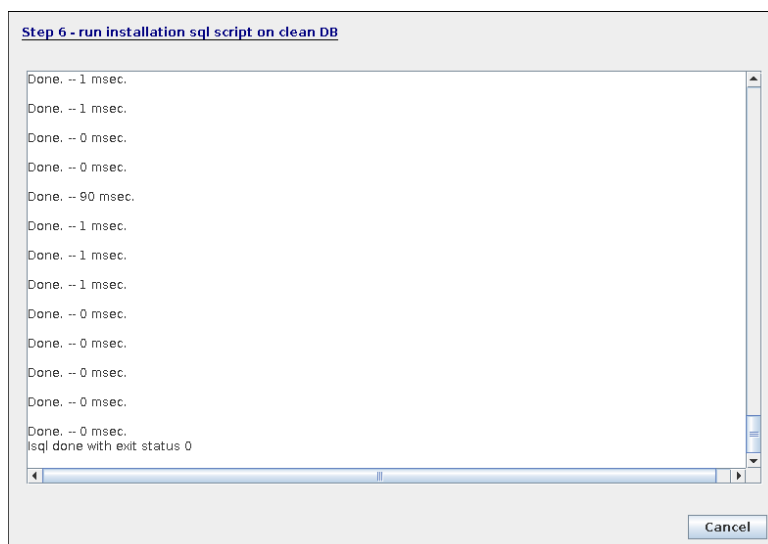 Step 6 - run installation sql script on clean DB
Done. -- 1 msec.
Done. -- 1 msec.
Done. -- 0 msec.
Done. -- 0 msec.
Done. -- 90 msec.
Done. -- 1 msec.
Done. -- 1 msec.
Done. -- 1 msec.
Done. -- 0 msec.
Done. -- 0 msec.
Done. -- 0 msec.
Done. -- 0 msec.
Done. -- 0 msec.
Isql done with exit status 0
Cancel